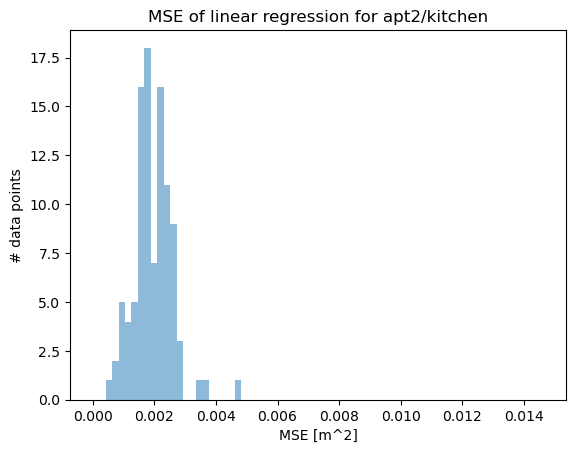 MSE of linear regression for apt2/kitchen
17.5
15.0
12.5
10.0
7.5
5.0
2.5
0.0
# data points
0.000 0.002 0.004 0.006 0.008 0.010 0.012 0.014
MSE [m^2]